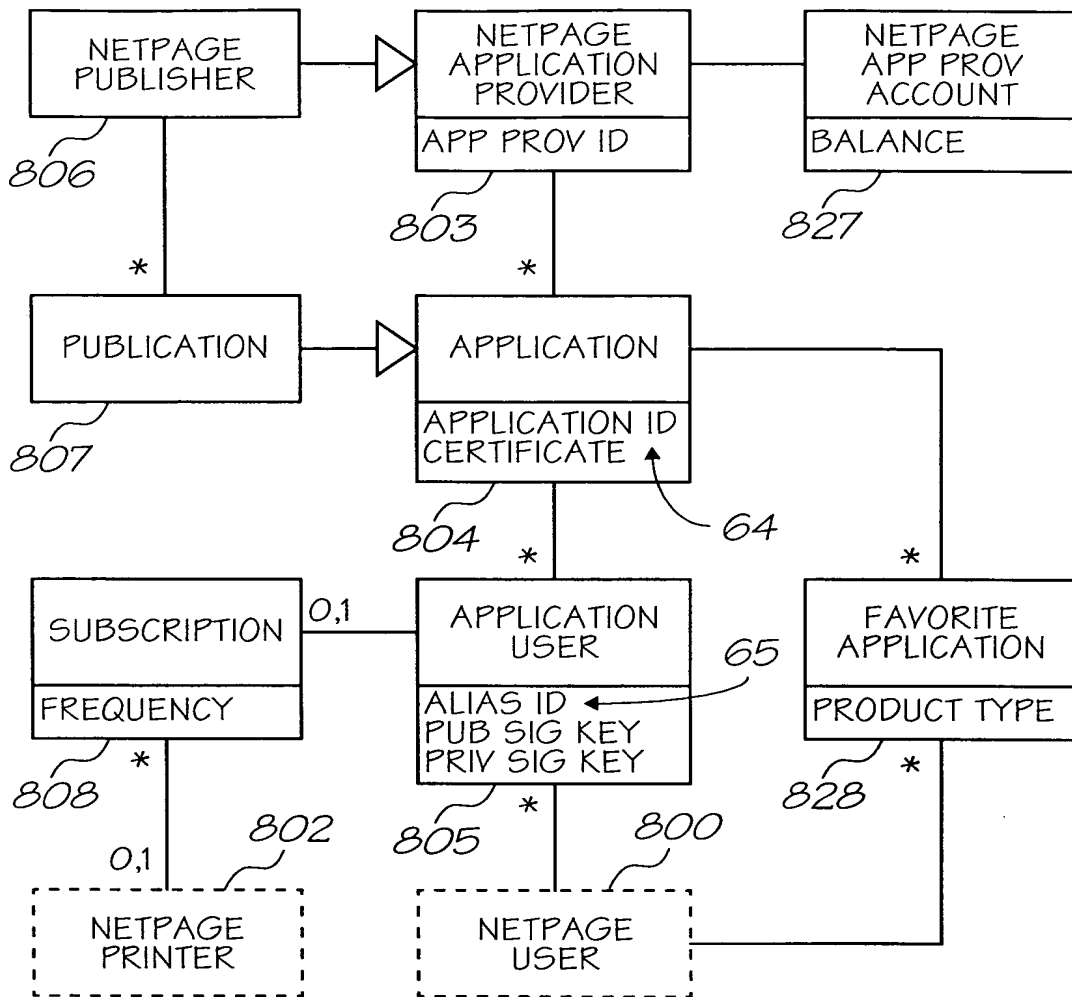 NETPAGE
PUBLISHER
NETPAGE
APPLICATION
PROVIDER
APP PROV ID
NETPAGE
APP PROV
ACCOUNT
BALANCE
806
803
827
*
*
PUBLICATION
APPLICATION
APPLICATION ID
CERTIFICATE
807
804
64
*
*
SUBSCRIPTION
FREQUENCY
0,1
APPLICATION
USER
ALIAS ID
PUB SIG KEY
PRIV SIG KEY
65
FAVORITE
APPLICATION
PRODUCT TYPE
*
808
805
*
828
*
802
800
0,1
NETPAGE
PRINTER
NETPAGE
USER